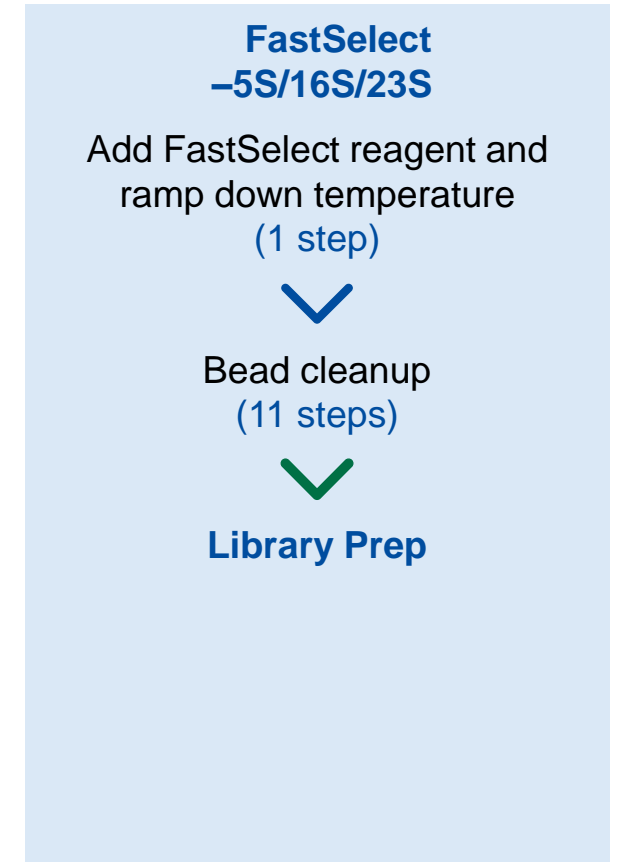 FastSelect
–5S/16S/23S
Add FastSelect reagent and
ramp down temperature
(1 step)
Bead cleanup
(11 steps)
Library Prep